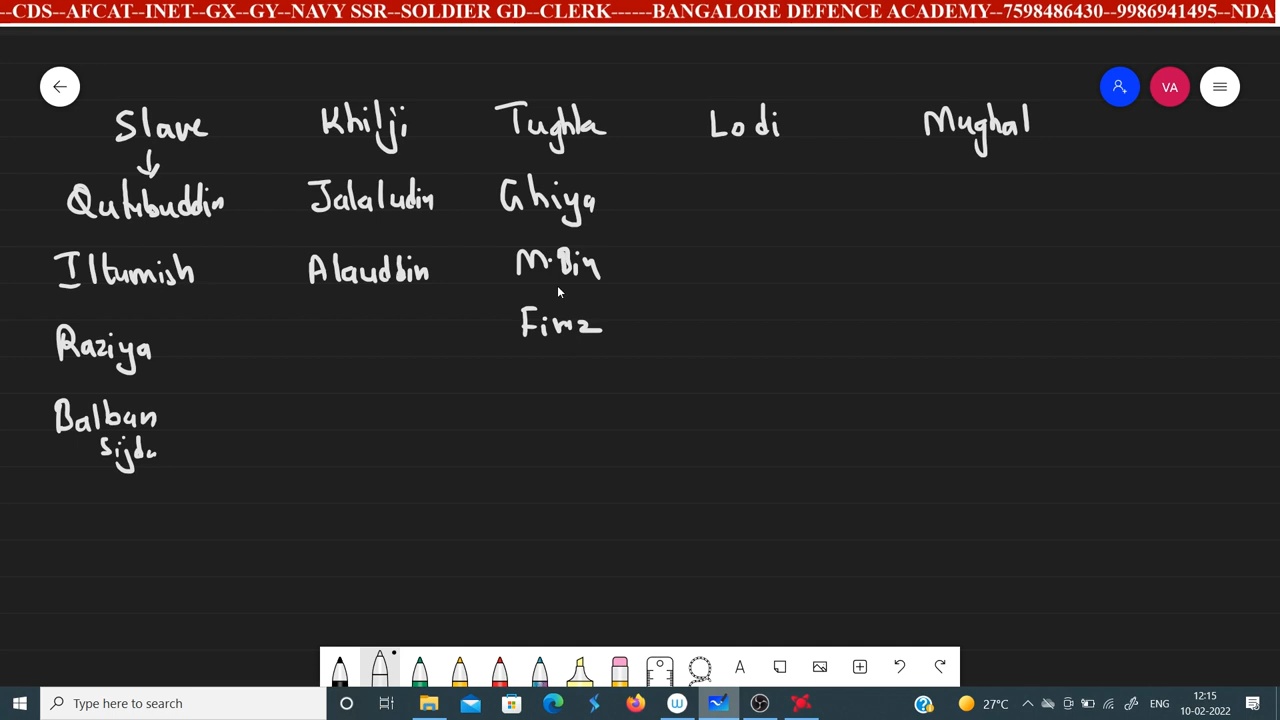 --CDS--AFCAT--INET--GX--GY--NAVY SSR--SOLDIER GD--CLERK------BANGALORE DEFENCE ACADEMY--7598486430--9986941495--NDA
VA
Slave Khilji Tughla Lodi Mughal
Qutubuddin Jalaludin Ghiya
Iltumish Alauddin M.Bin
Raziya Firuz
Balban
Sijda
A
Type here to search
27°C
ENG
12:15
10-02-2022